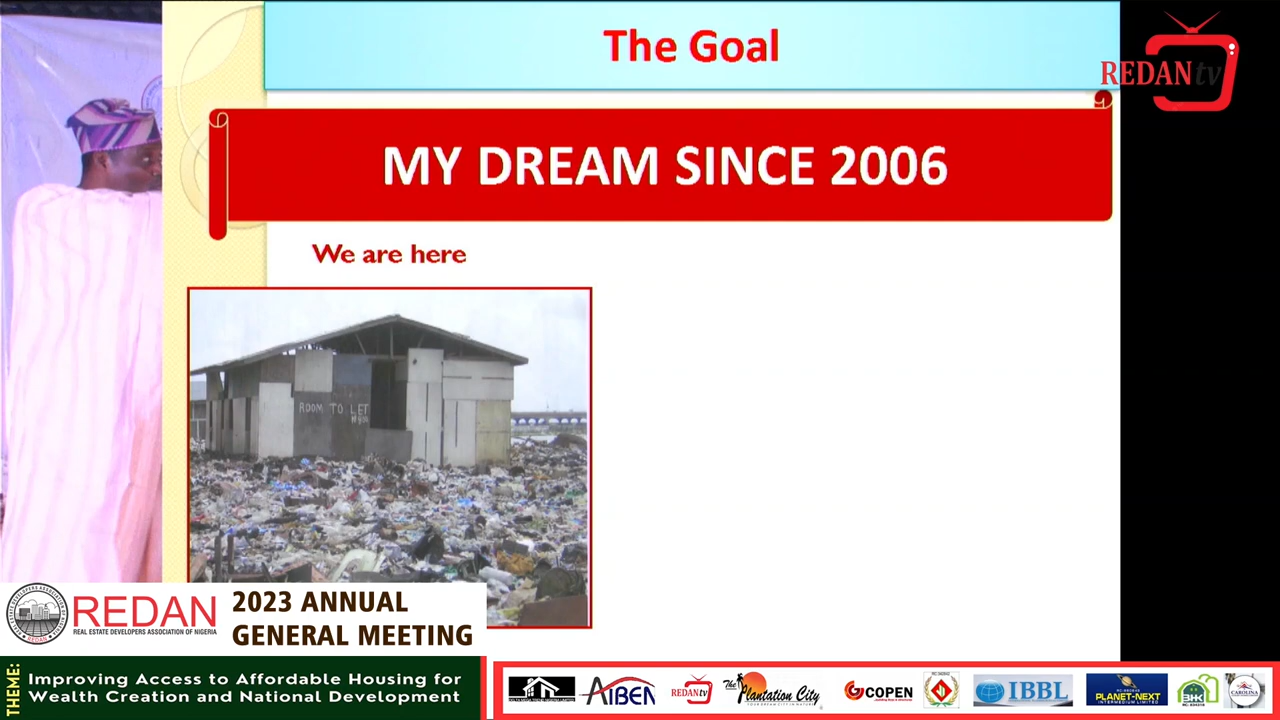 The Goal
REDANtv
MY DREAM SINCE 2006
We are here
ROOM TO LET
REDAN
REAL ESTATE DEVELOPERS ASSOCIATION OF NIGERIA
2023 ANNUAL
GENERAL MEETING
THEME:
Improving Access to Affordable Housing for
Wealth Creation and National Development
AIBEN
REDANtv
The Plantation City
COPEN
IBBL
PLANET-NEXT
INTERMEDIUM LIMITED
BHK
CAROLINA